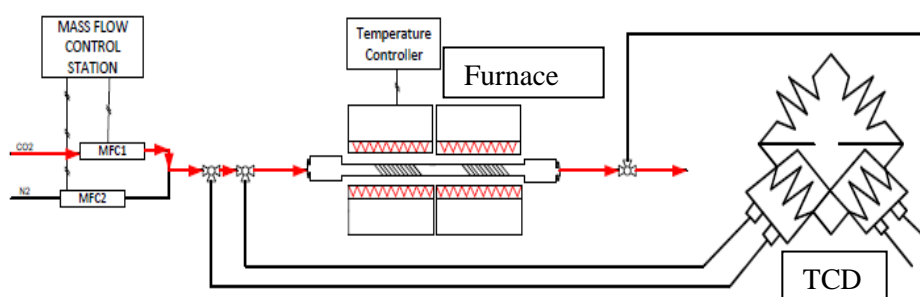 MASS FLOW
CONTROL
STATION
Temperature
Controller
Furnace
CO2
MFC1
N2
MFC2
TCD